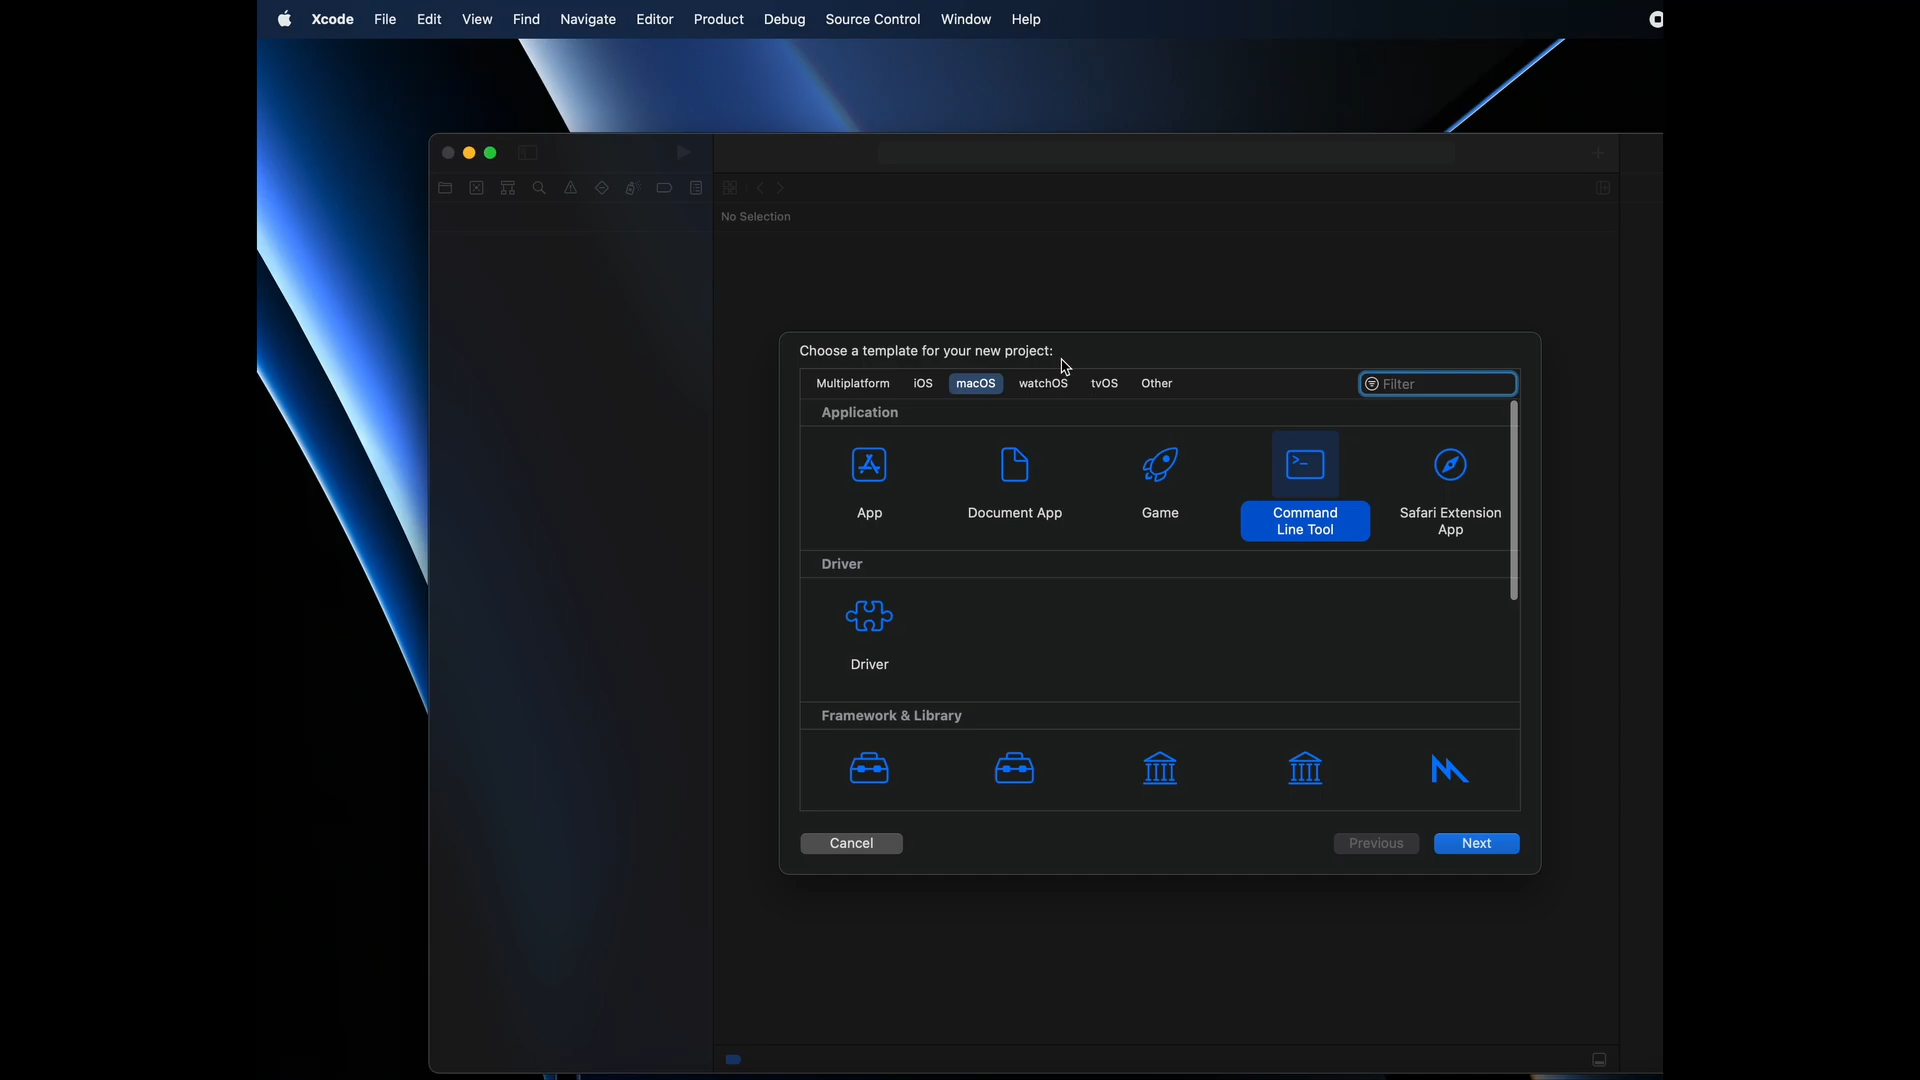 Xcode File Edit View Find Navigate Editor Product Debug Source Control Window Help
No Selection
Choose a template for your new project:
Multiplatform iOS macOS watchOS tvOS Other Filter
Application
App Document App Game Command Line Tool Safari Extension App
Driver
Driver
Framework & Library
Cancel Previous Next